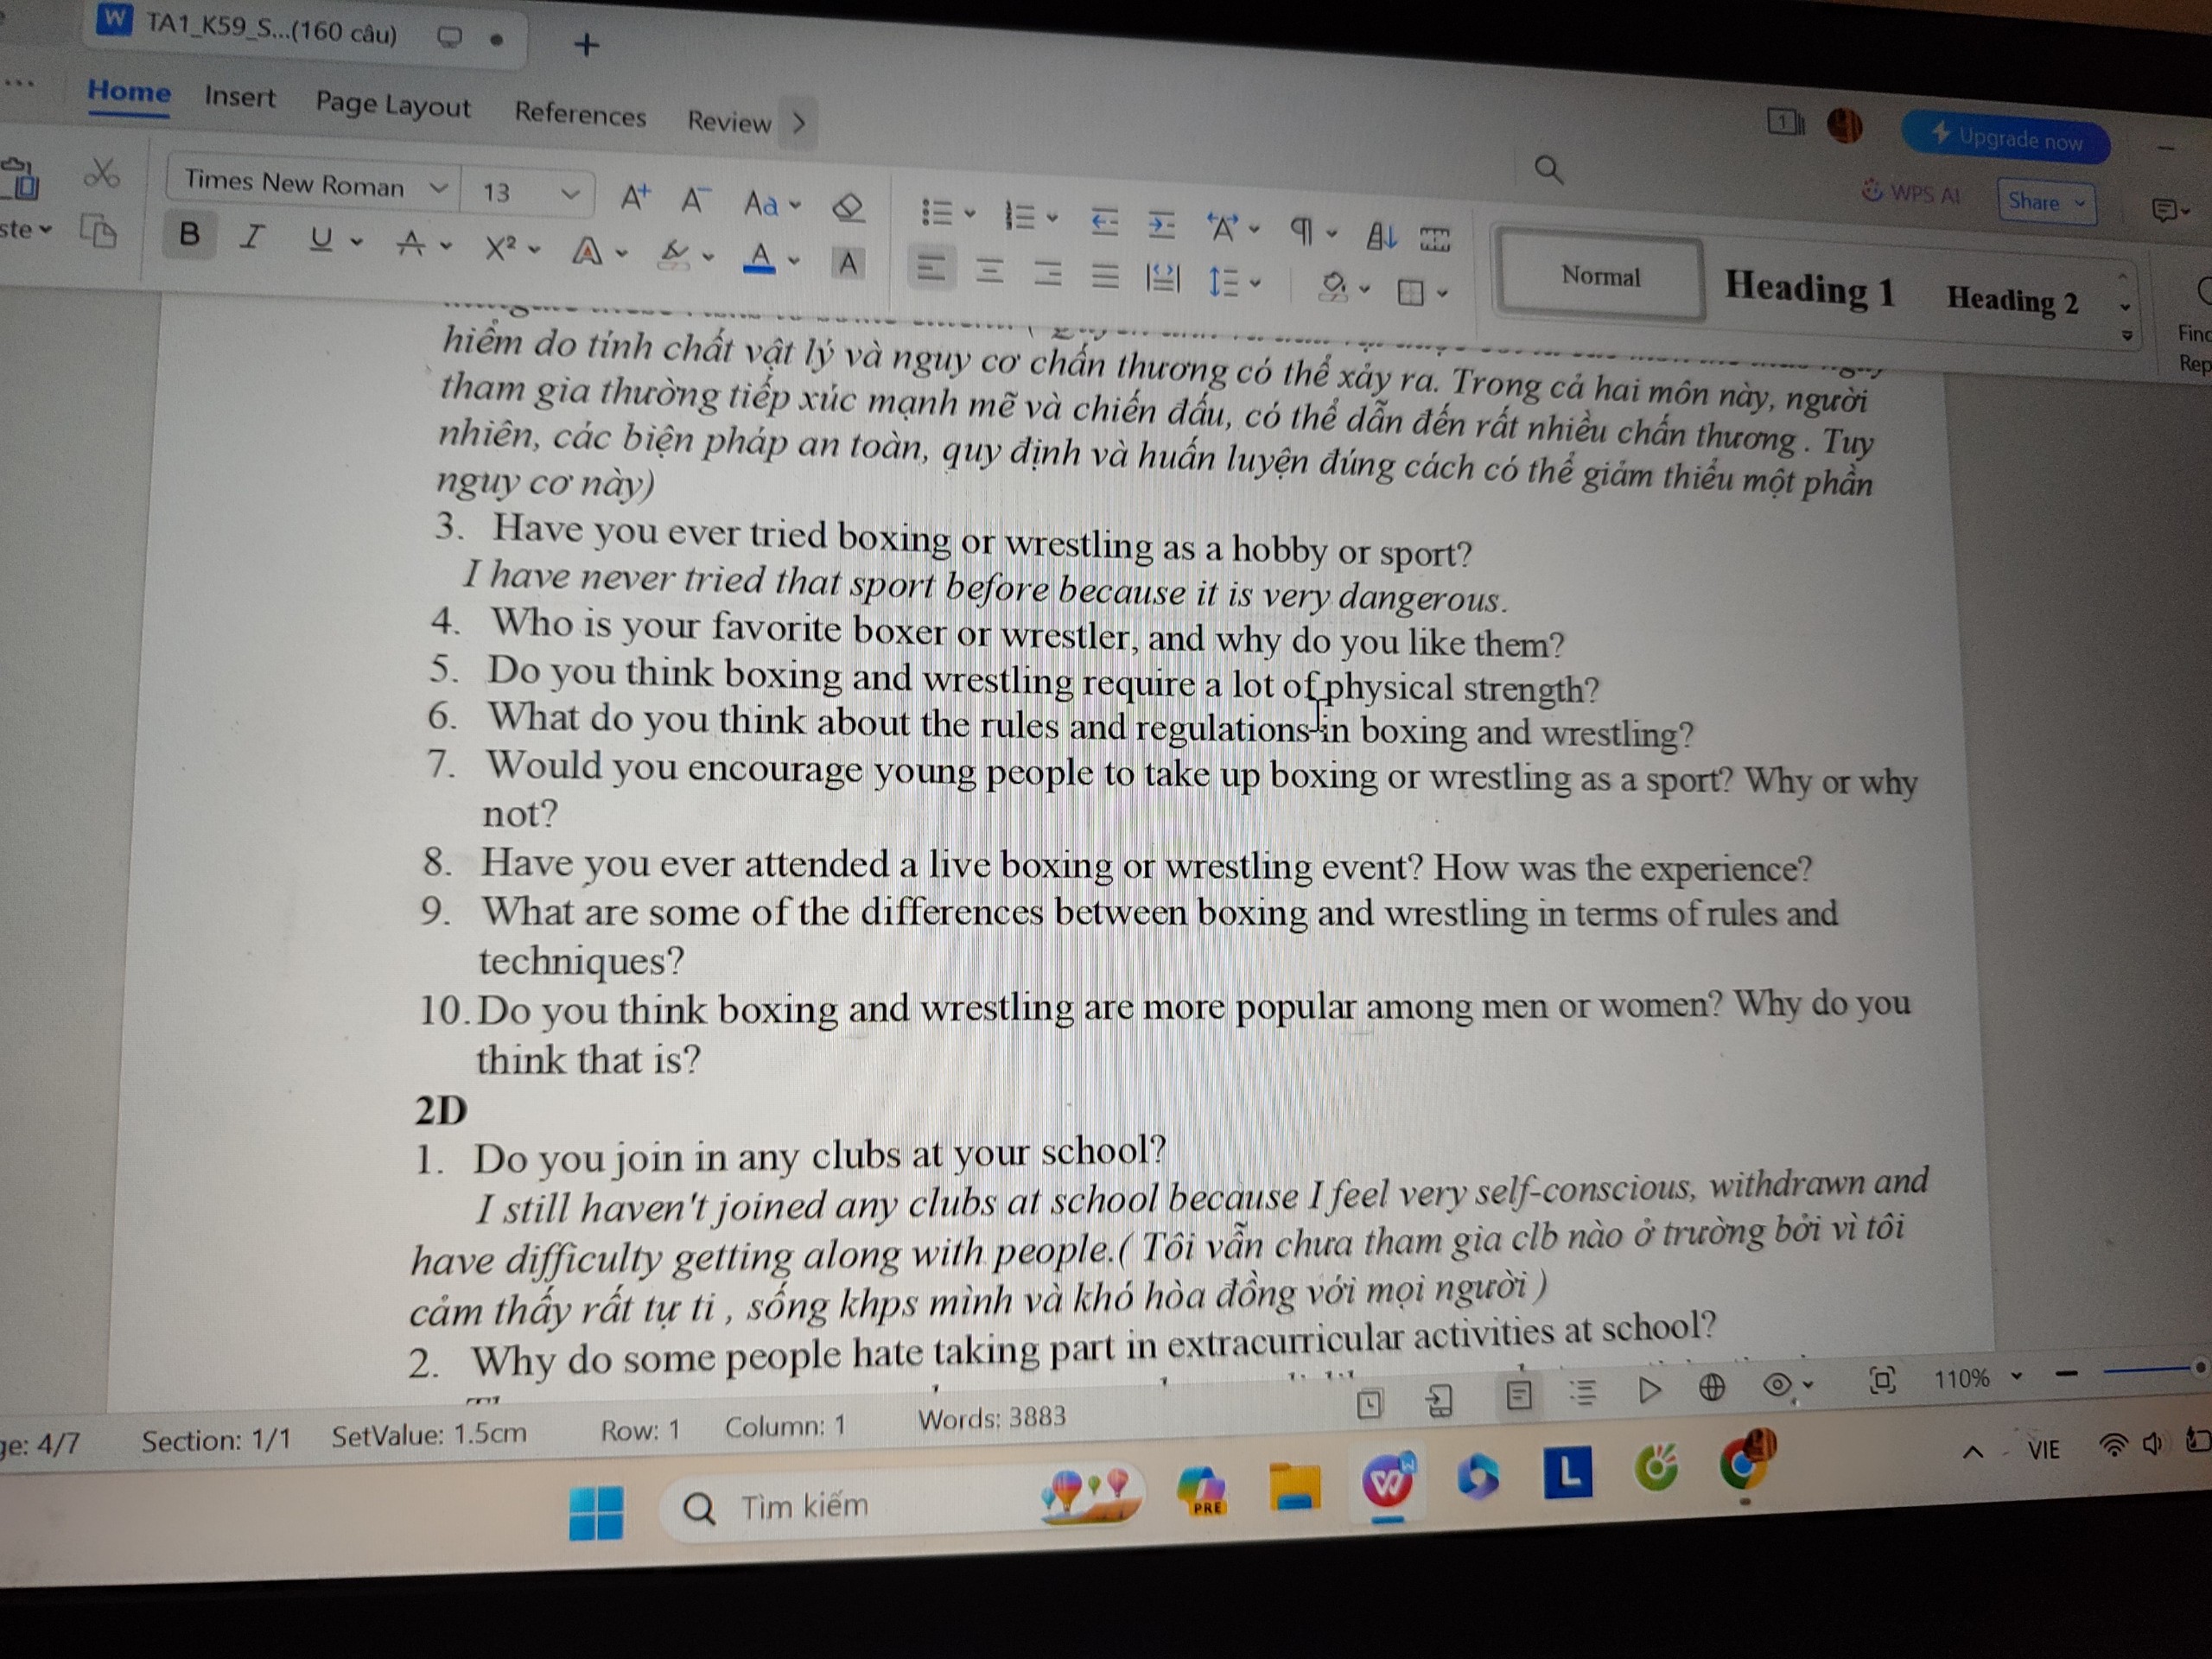 TA1_K59_S...(160 câu)
+
Home Insert Page Layout References Review
Upgrade now
WPS AI Share
Times New Roman 13 A+ A- Aa
ste B I U A X² A A A
Normal Heading 1 Heading 2
Find
Rep
hiểm do tính chất vật lý và nguy cơ chấn thương có thể xảy ra. Trong cả hai môn này, người
tham gia thường tiếp xúc mạnh mẽ và chiến đấu, có thể dẫn đến rất nhiều chấn thương . Tuy
nhiên, các biện pháp an toàn, quy định và huấn luyện đúng cách có thể giảm thiểu một phần
nguy cơ này)
3. Have you ever tried boxing or wrestling as a hobby or sport?
I have never tried that sport before because it is very dangerous.
4. Who is your favorite boxer or wrestler, and why do you like them?
5. Do you think boxing and wrestling require a lot of physical strength?
6. What do you think about the rules and regulations in boxing and wrestling?
7. Would you encourage young people to take up boxing or wrestling as a sport? Why or why
not?
8. Have you ever attended a live boxing or wrestling event? How was the experience?
9. What are some of the differences between boxing and wrestling in terms of rules and
techniques?
10. Do you think boxing and wrestling are more popular among men or women? Why do you
think that is?
2D
1. Do you join in any clubs at your school?
I still haven't joined any clubs at school because I feel very self-conscious, withdrawn and
have difficulty getting along with people.( Tôi vẫn chưa tham gia clb nào ở trường bởi vì tôi
cảm thấy rất tự ti , sống khps mình và khó hòa đồng với mọi người )
2. Why do some people hate taking part in extracurricular activities at school?
ge: 4/7 Section: 1/1 SetValue: 1.5cm Row: 1 Column: 1 Words: 3883 110%
Tìm kiếm PRE L VIE